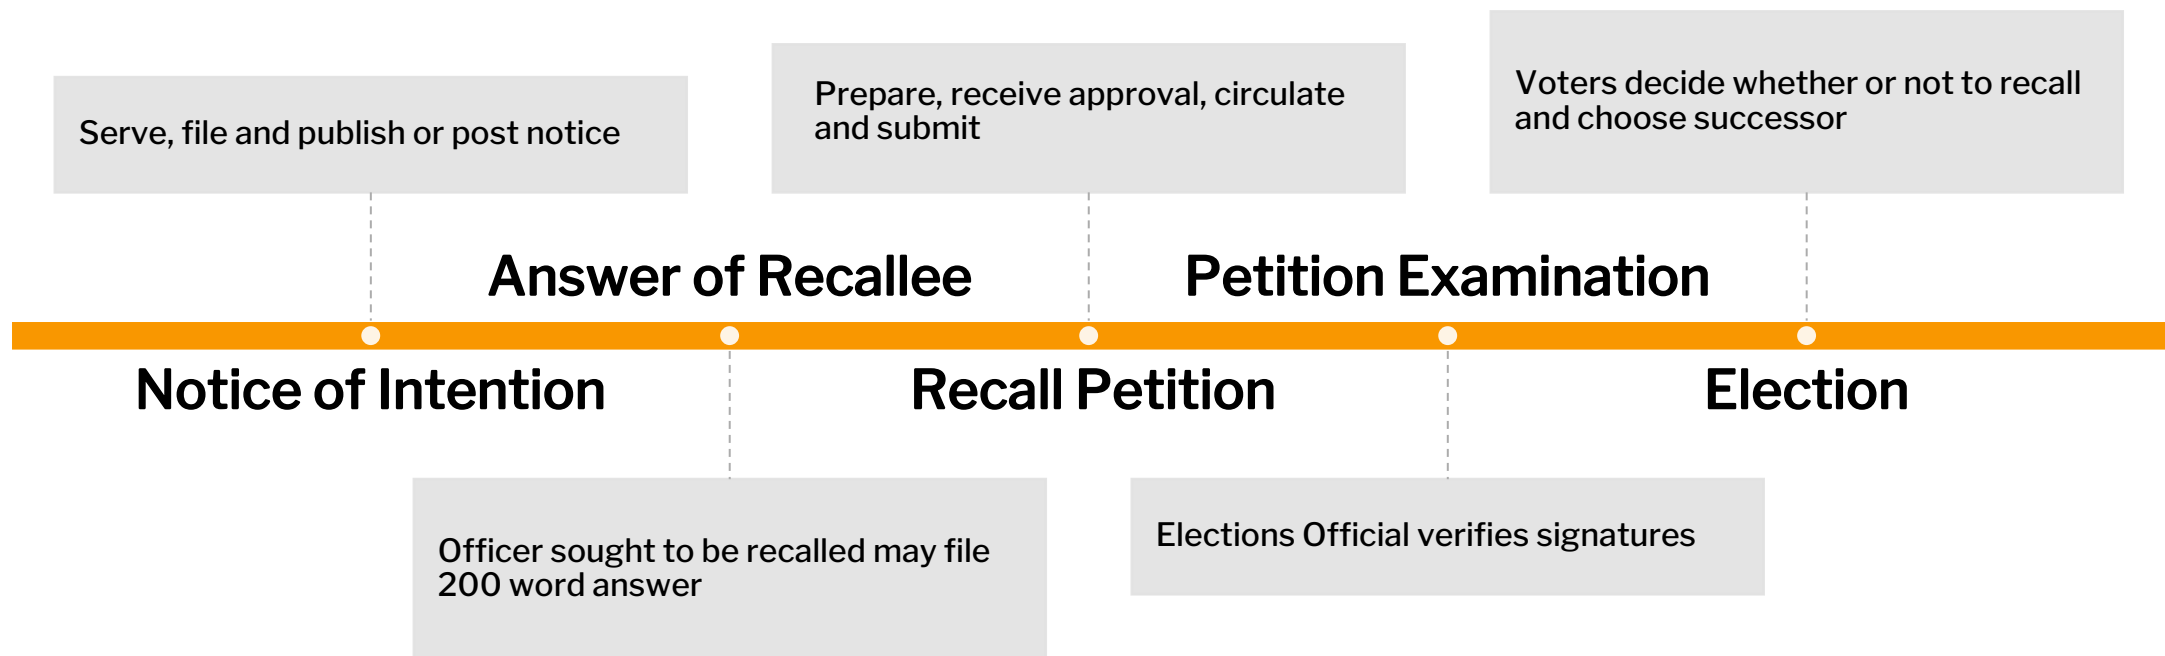 Serve, file and publish or post notice
Prepare, receive approval, circulate
and submit
Voters decide whether or not to recall
and choose successor
Answer of Recallee
Petition Examination
Notice of Intention
Recall Petition
Election
Officer sought to be recalled may file
200 word answer
Elections Official verifies signatures